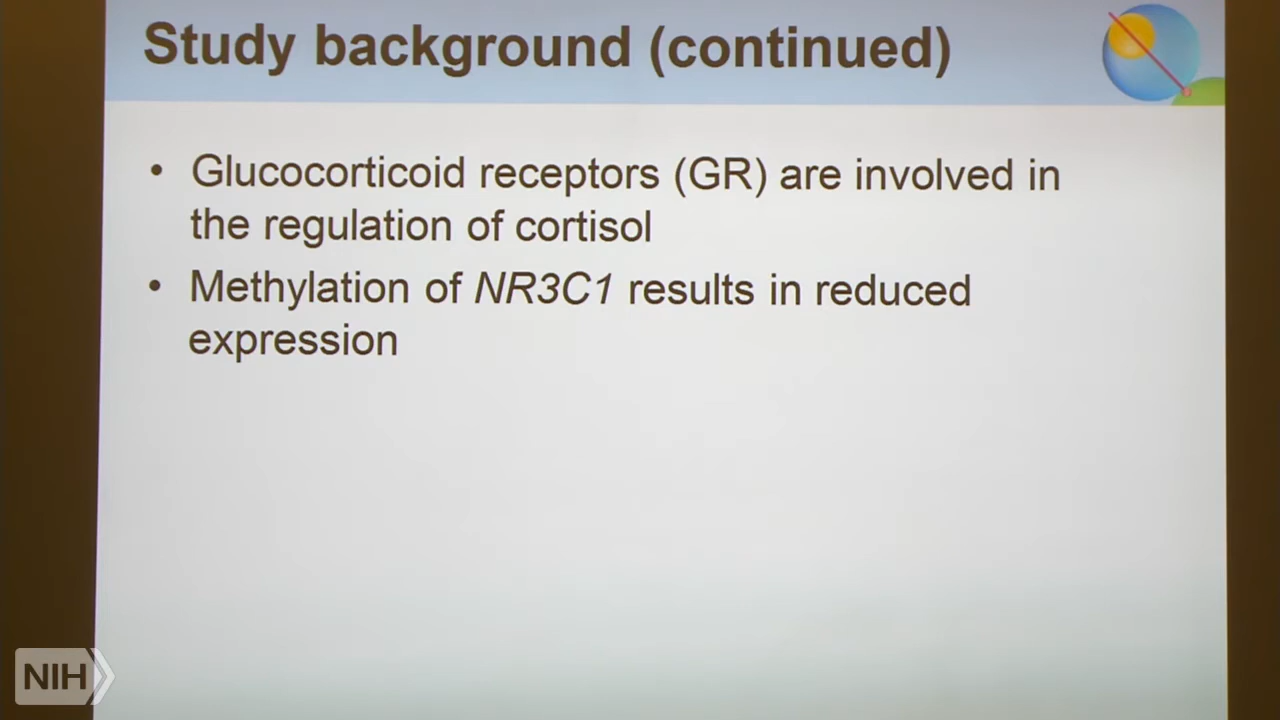 Study background (continued)
• Glucocorticoid receptors (GR) are involved in
the regulation of cortisol
• Methylation of NR3C1 results in reduced
expression
NIH